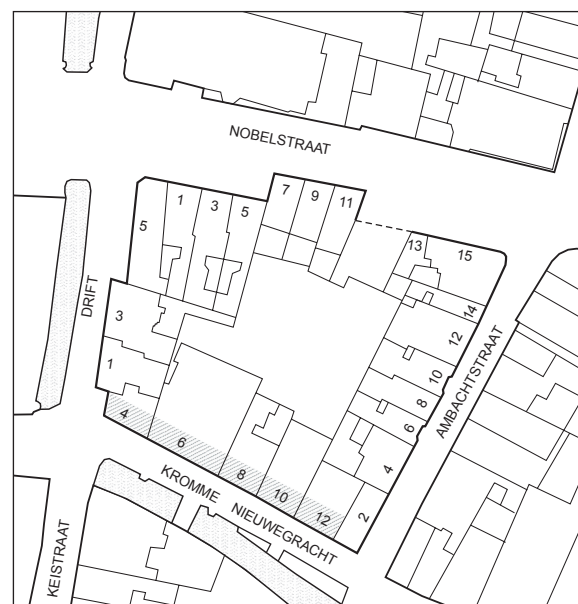 NOBELSTRAAT
7 9 11
5 1 3 5
13 15
DRIFT
3
14
12
1
10
8
6
AMBACHTSTRAAT
4
6
8
10
12
4
2
KROMME NIEUWEGRACHT
KEISTRAAT